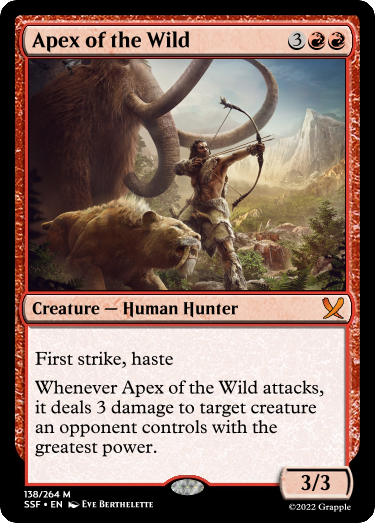 Apex of the Wild 3
Creature — Human Hunter
First strike, haste
Whenever Apex of the Wild attacks,
it deals 3 damage to target creature
an opponent controls with the
greatest power.
3/3
138/264 M
SSF • EN Eve Berthelette
©2022 Grapple